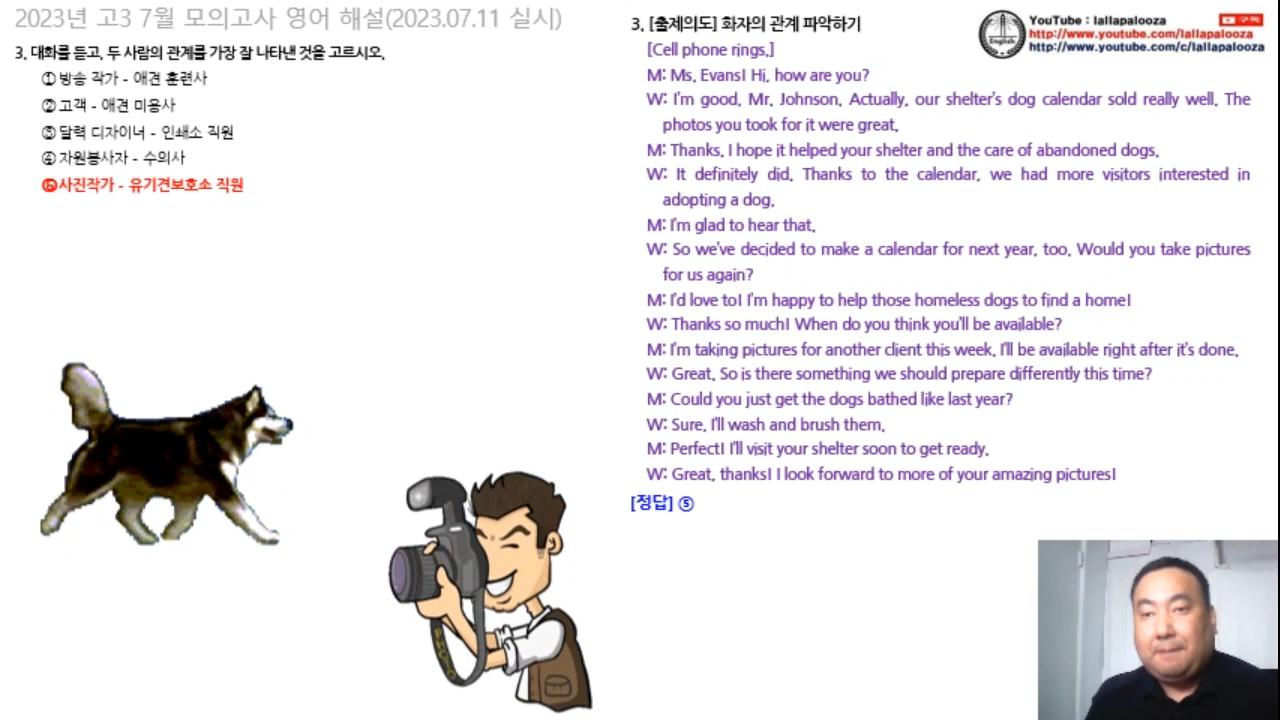 2023년 고3 7월 모의고사 영어 해설(2023.07.11 실시)
3. 대화를 듣고, 두 사람의 관계를 가장 잘 나타낸 것을 고르시오.
① 방송 작가 - 애견 훈련사
② 고객 - 애견 미용사
③ 달력 디자이너 - 인쇄소 직원
④ 자원봉사자 - 수의사
⑤ 사진작가 - 유기견보호소 직원
3. [출제의도] 화자의 관계 파악하기
[Cell phone rings.]
M: Ms. Evans! Hi, how are you?
W: I'm good, Mr. Johnson. Actually, our shelter's dog calendar sold really well. The
photos you took for it were great.
M: Thanks. I hope it helped your shelter and the care of abandoned dogs.
W: It definitely did. Thanks to the calendar, we had more visitors interested in
adopting a dog.
M: I'm glad to hear that.
W: So we've decided to make a calendar for next year, too. Would you take pictures
for us again?
M: I'd love to! I'm happy to help those homeless dogs to find a home!
W: Thanks so much! When do you think you'll be available?
M: I'm taking pictures for another client this week. I'll be available right after it's done.
W: Great. So is there something we should prepare differently this time?
M: Could you just get the dogs bathed like last year?
W: Sure. I'll wash and brush them.
M: Perfect! I'll visit your shelter soon to get ready.
W: Great, thanks! I look forward to more of your amazing pictures!
[정답] ⑤
English
YouTube : lallapalooza
구독
http://www.youtube.com/lallapalooza
http://www.youtube.com/c/lallapalooza
PHOTO